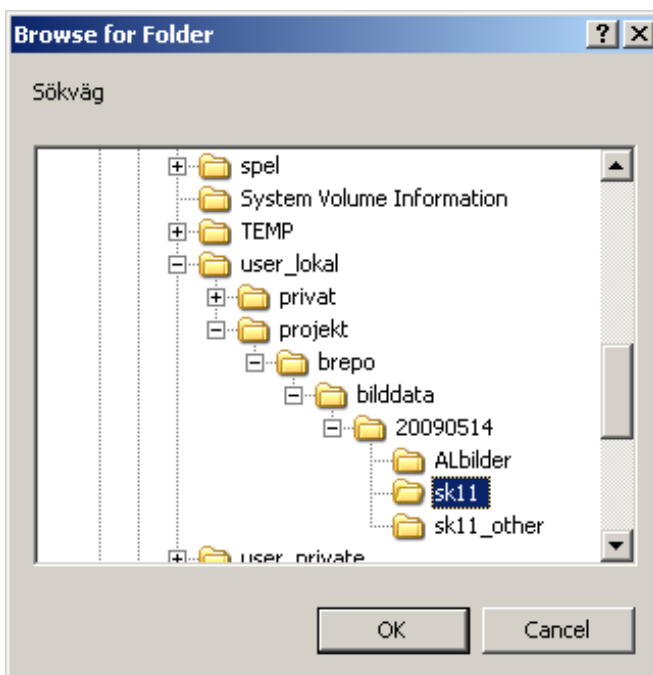 Browse for Folder
Sökväg
spel
System Volume Information
TEMP
user_lokal
privat
projekt
brepo
bilddata
20090514
ALbilder
sk11
sk11_other
user_private
OK Cancel